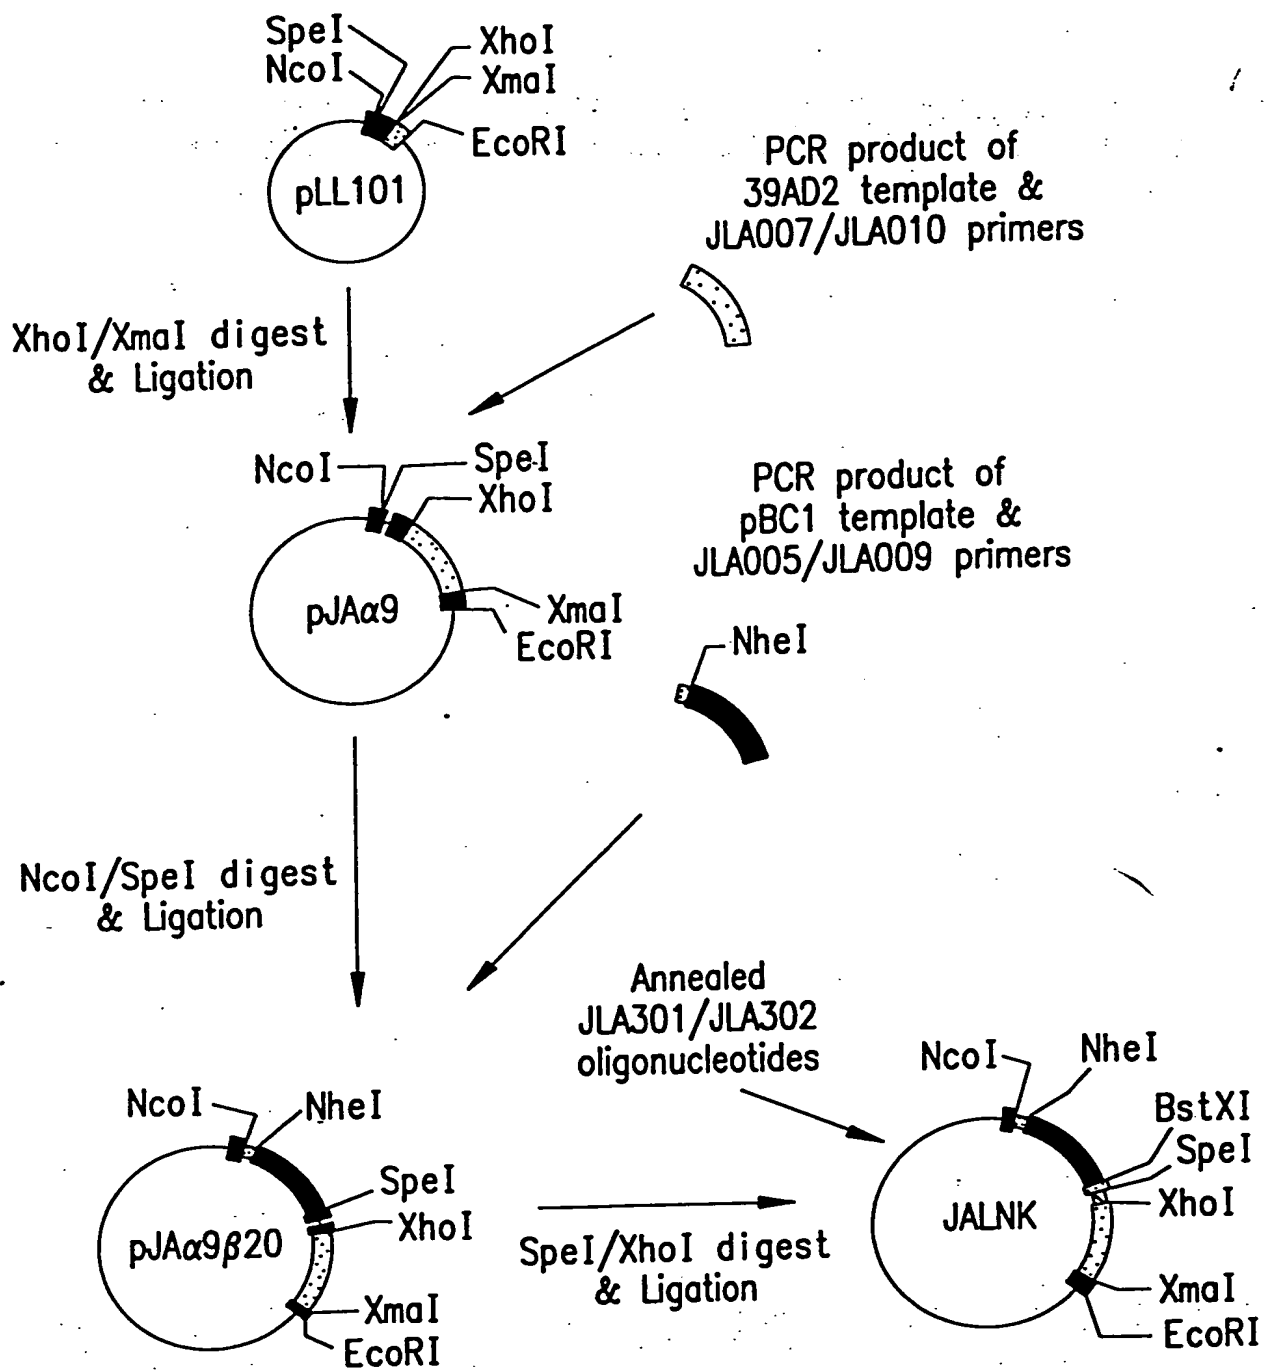 SpeI
NcoI
XhoI
XmaI
EcoRI
pLL101
PCR product of
39AD2 template &
JLA007/JLA010 primers
XhoI/XmaI digest
& Ligation
NcoI
SpeI
XhoI
pJAα9
XmaI
EcoRI
PCR product of
pBC1 template &
JLA005/JLA009 primers
NheI
NcoI/SpeI digest
& Ligation
Annealed
JLA301/JLA302
oligonucleotides
NcoI
NheI
SpeI
XhoI
pJAα9β20
XmaI
EcoRI
SpeI/XhoI digest
& Ligation
NcoI
NheI
BstXI
SpeI
XhoI
JALNK
XmaI
EcoRI